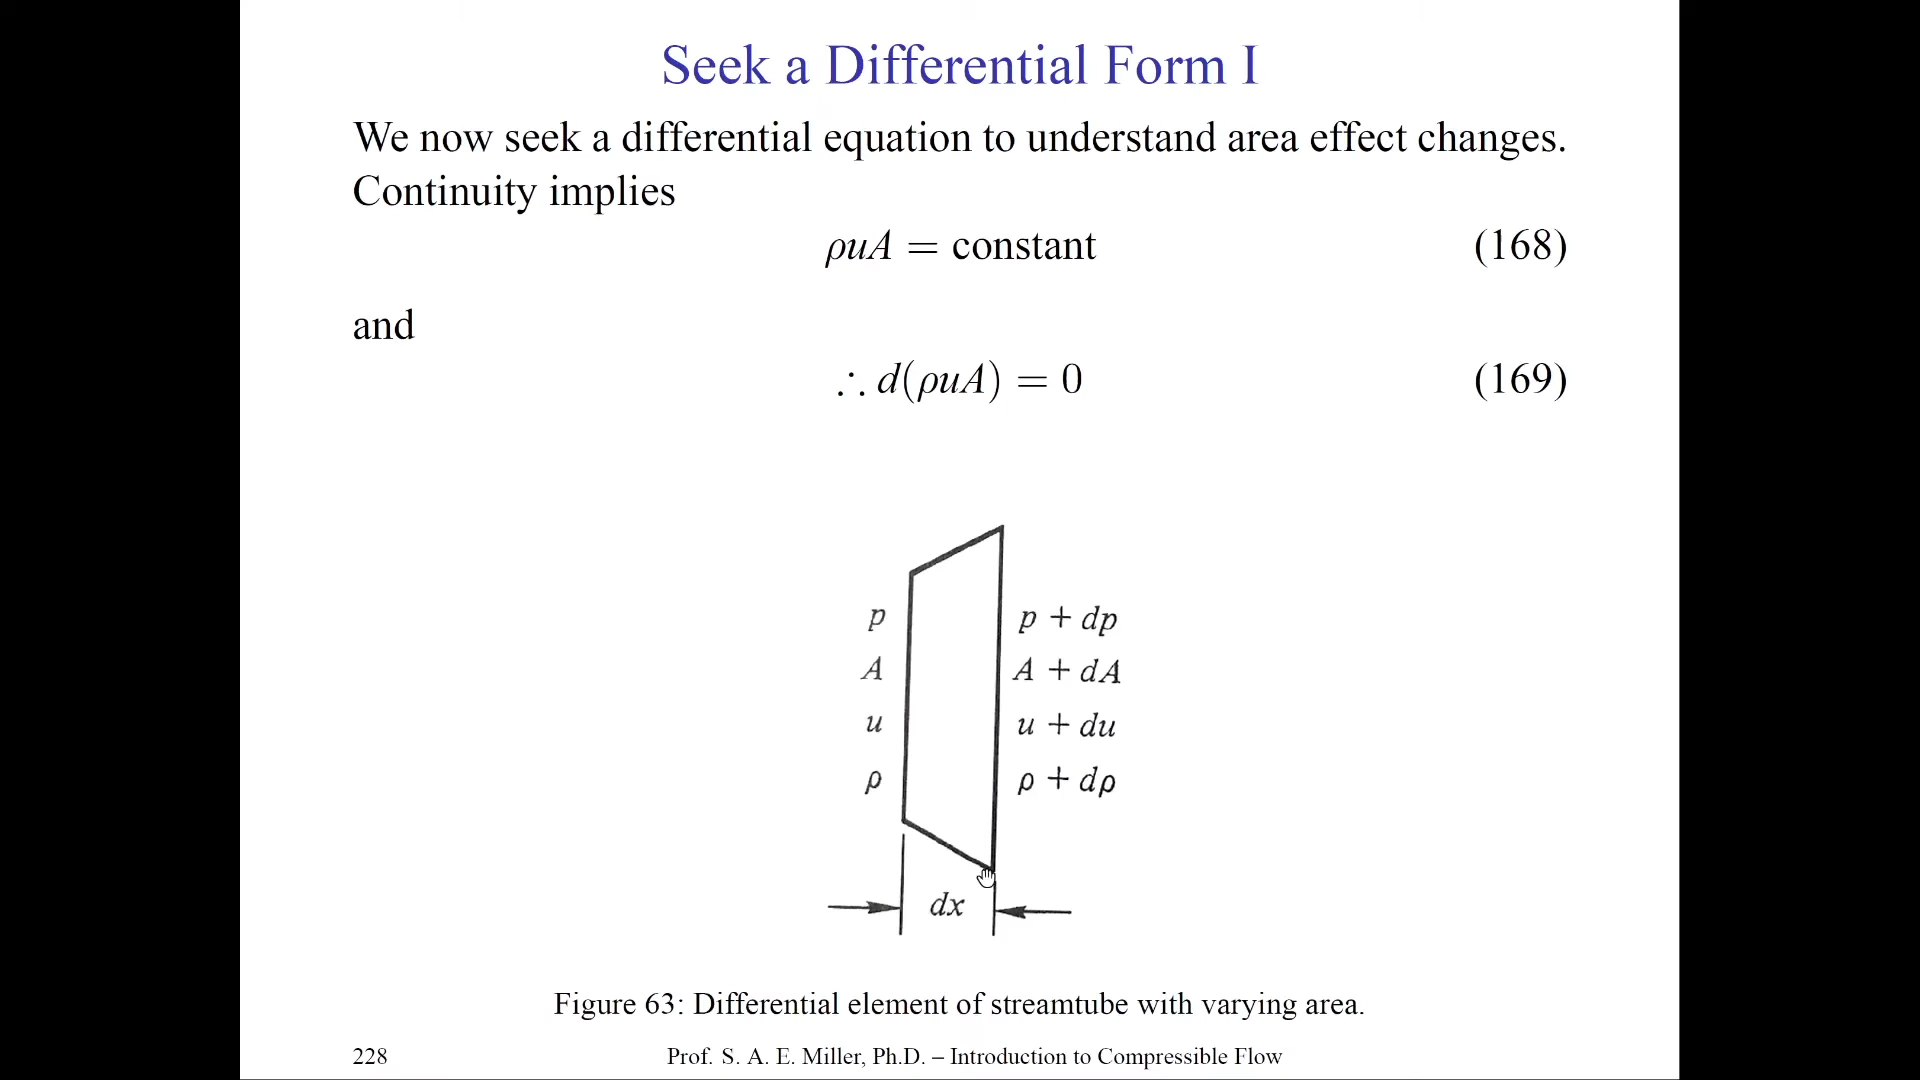 Seek a Differential Form I
We now seek a differential equation to understand area effect changes.
Continuity implies
ρuA = constant (168)
and
∴ d(ρuA) = 0 (169)
p p + dp
A A + dA
u u + du
ρ ρ + dρ
dx
Figure 63: Differential element of streamtube with varying area.
228 Prof. S. A. E. Miller, Ph.D. – Introduction to Compressible Flow